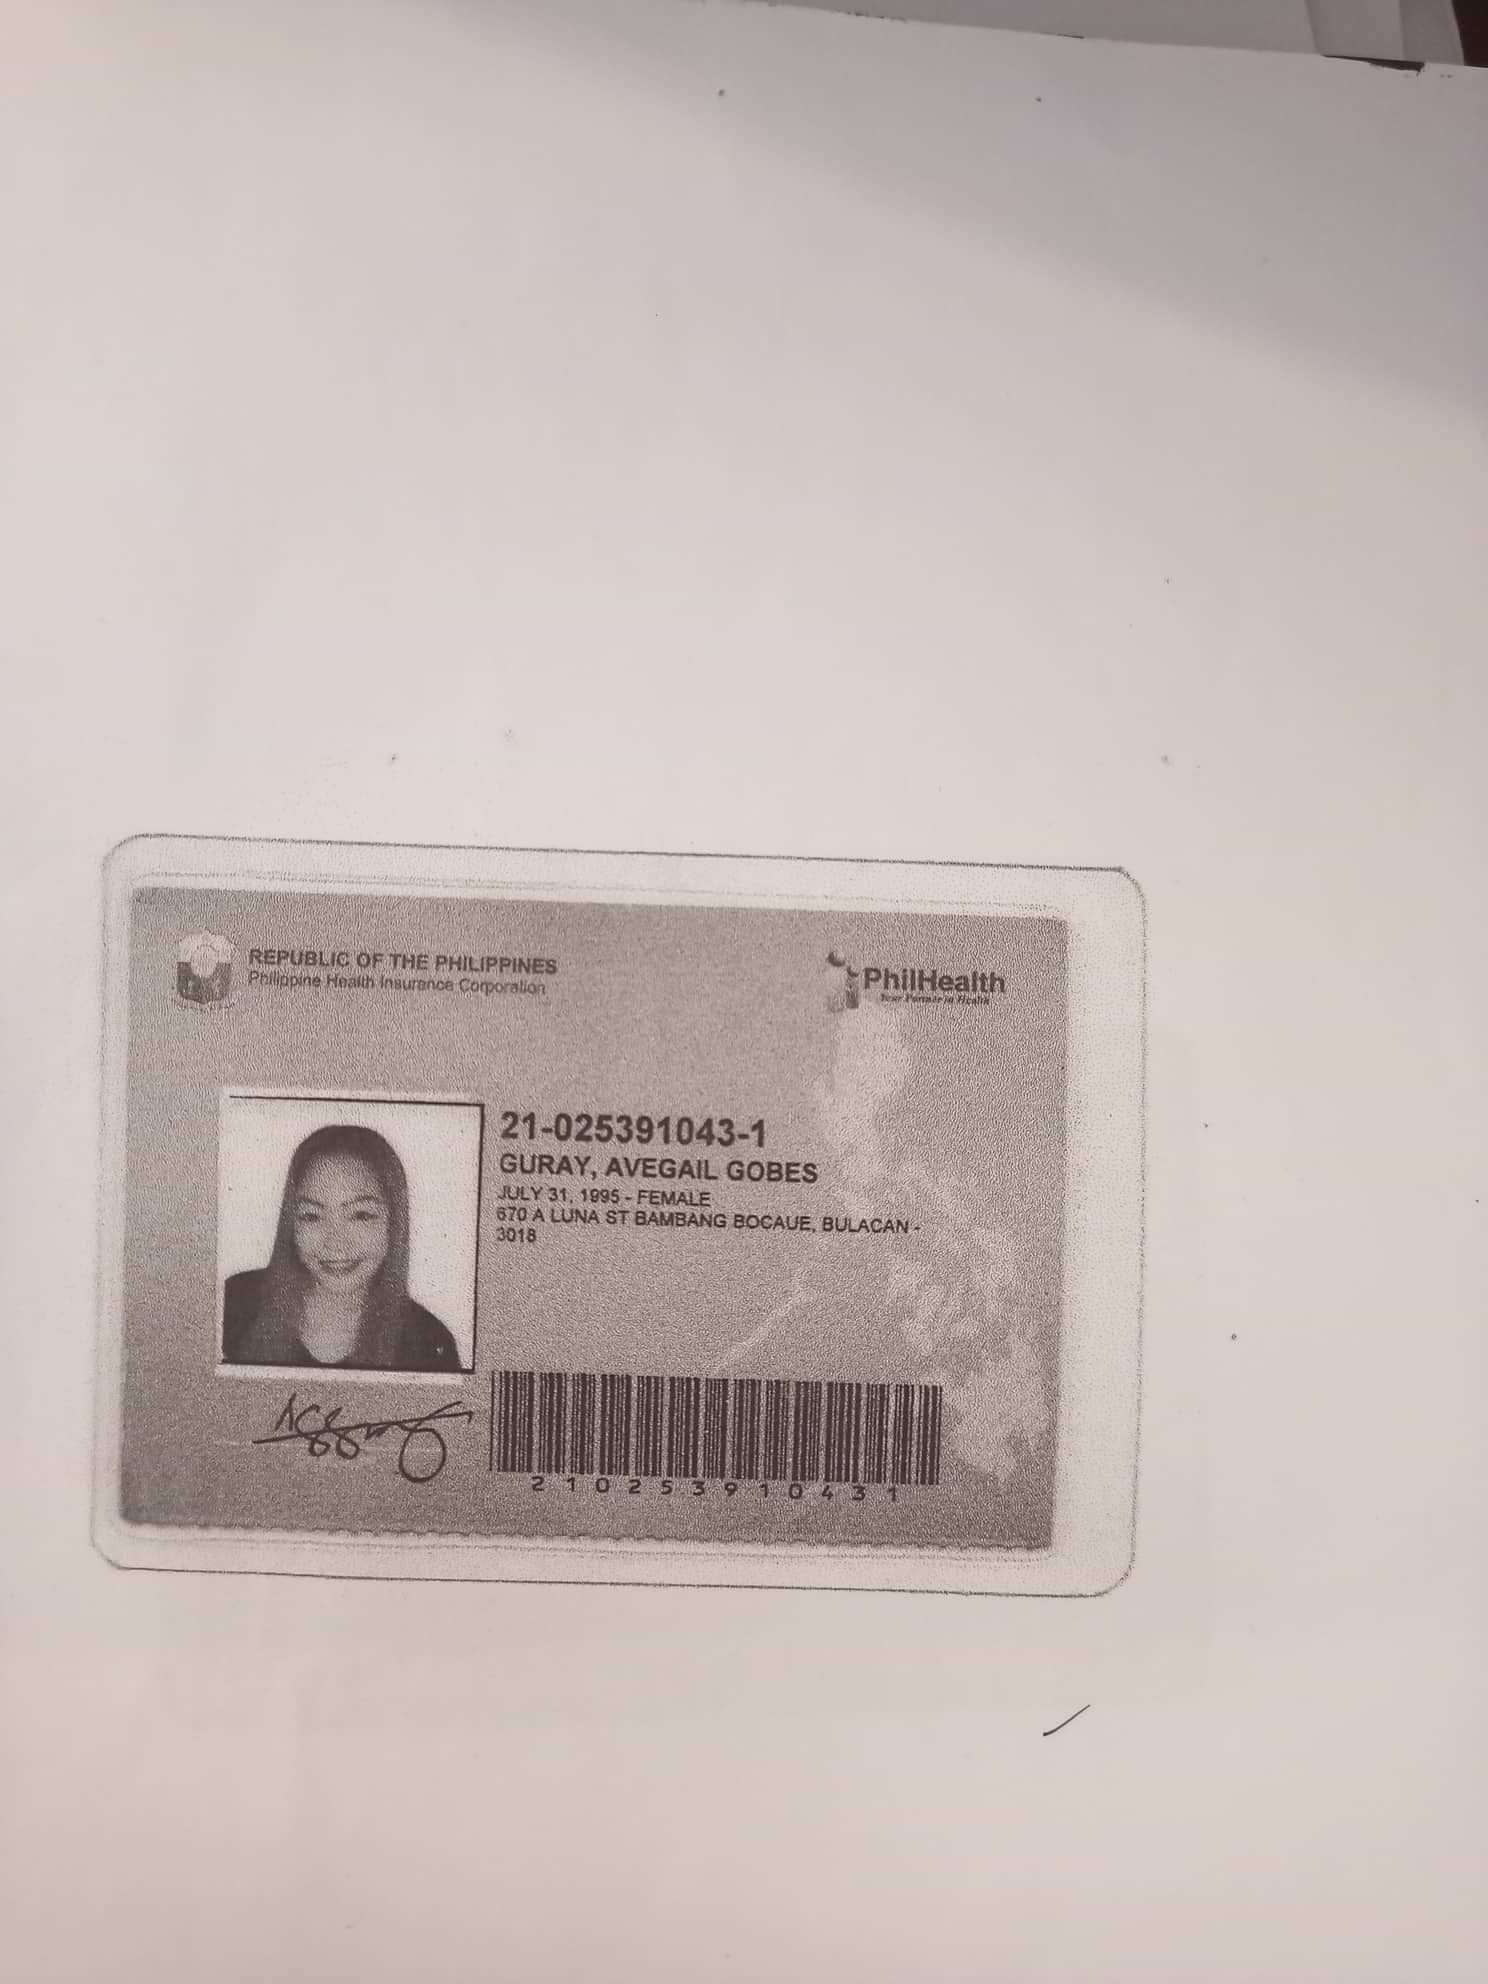 REPUBLIC OF THE PHILIPPINES
Philippine Health Insurance Corporation
PhilHealth
Your Partner in Health
21-025391043-1
GURAY, AVEGAIL GOBES
JULY 31, 1995 - FEMALE
670 A LUNA ST BAMBANG BOCAUE, BULACAN -
3018
210253910431